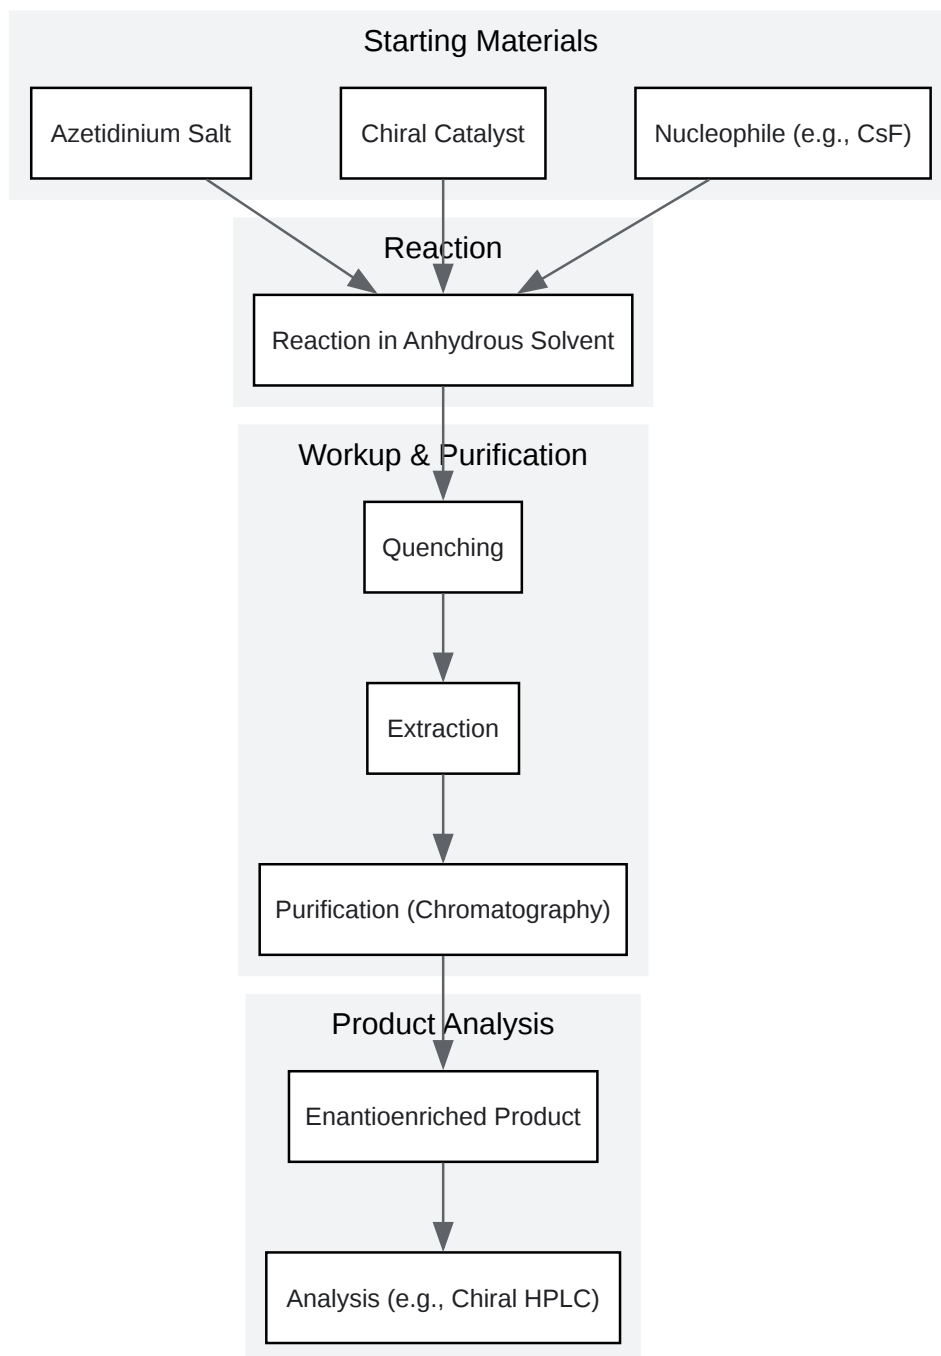 Starting Materials
Azetidinium Salt
Chiral Catalyst
Nucleophile (e.g., CsF)
Reaction
Reaction in Anhydrous Solvent
Workup & Purification
Quenching
Extraction
Purification (Chromatography)
Product Analysis
Enantioenriched Product
Analysis (e.g., Chiral HPLC)